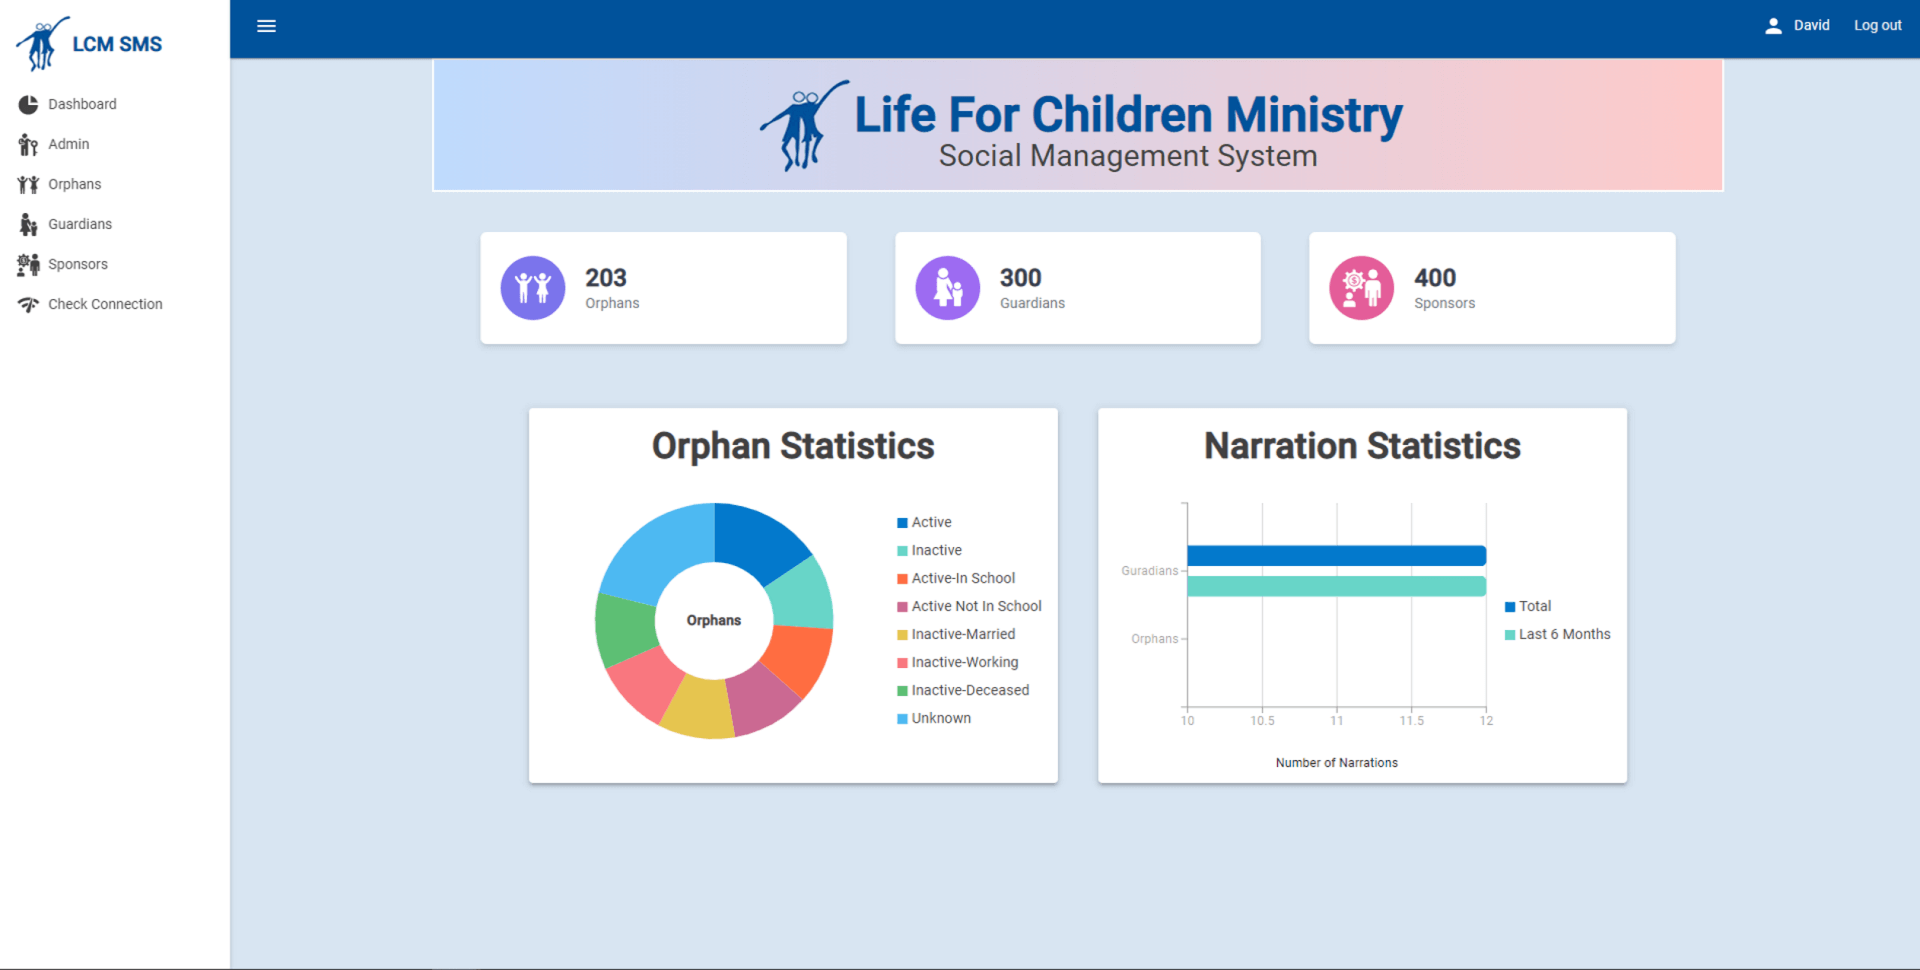 LCM SMS
Dashboard
Admin
Orphans
Guardians
Sponsors
Check Connection
David
Log out
Life For Children Ministry
Social Management System
203
Orphans
300
Guardians
400
Sponsors
Orphan Statistics
Orphans
Active
Inactive
Active-In School
Active Not In School
Inactive-Married
Inactive-Working
Inactive-Deceased
Unknown
Narration Statistics
Guradians
Orphans
10 10.5 11 11.5 12
Number of Narrations
Total
Last 6 Months